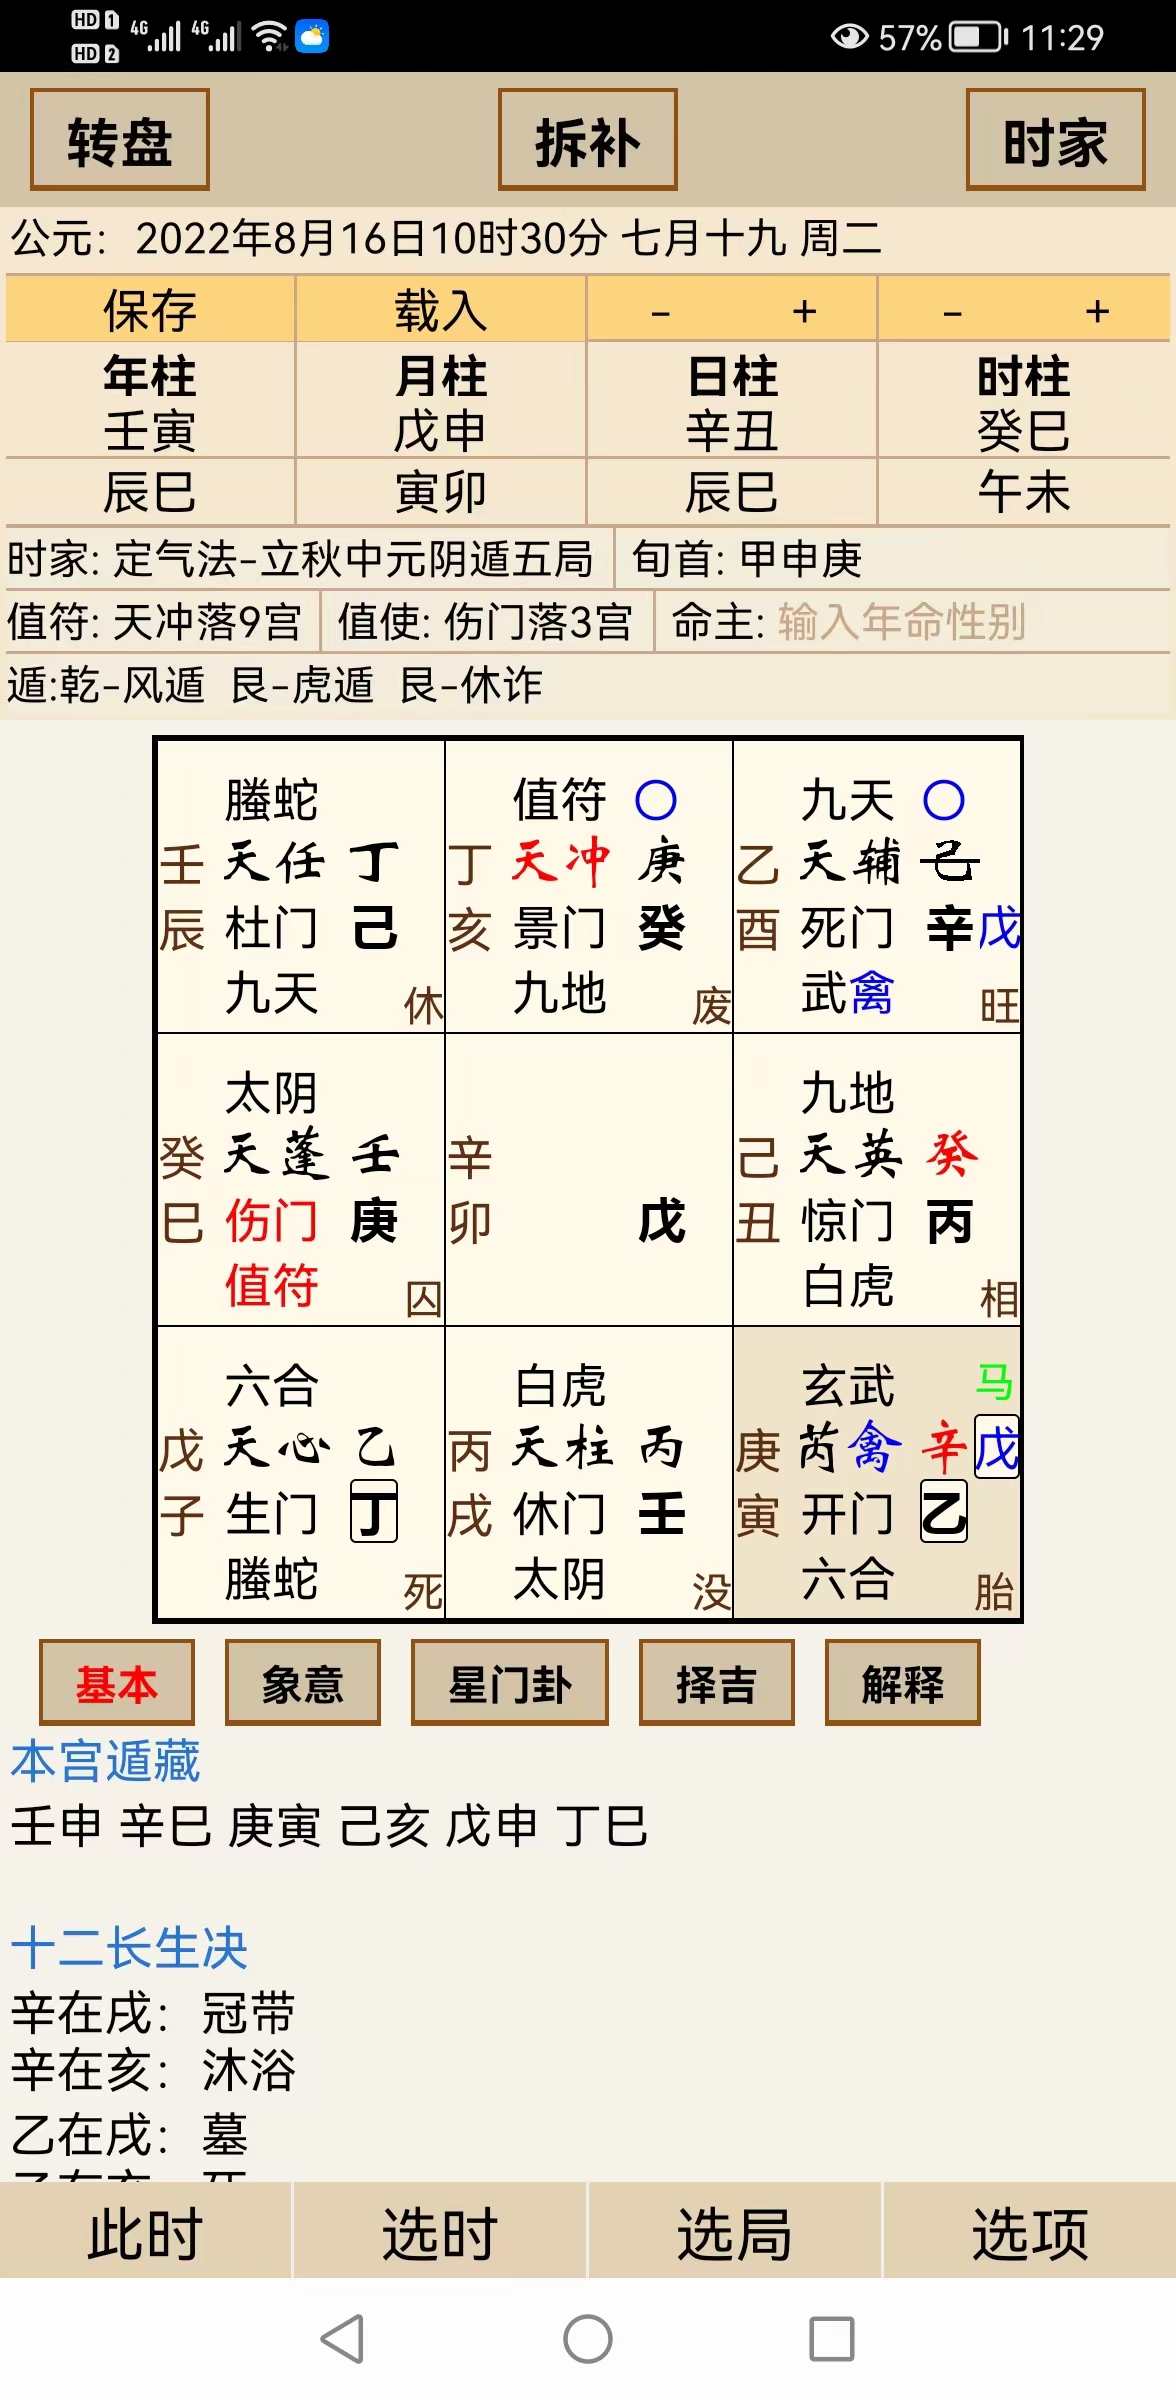 HD 1 4G 4G 57% 11:29
HD 2
转盘 拆补 时家
公元：2022年8月16日10时30分 七月十九 周二
保存 载入 - + - +
年柱 月柱 日柱 时柱
壬寅 戊申 辛丑 癸巳
辰巳 寅卯 辰巳 午未
时家: 定气法-立秋中元阴遁五局 旬首: 甲申庚
值符: 天冲落9宫 值使: 伤门落3宫 命主: 输入年命性别
遁:乾-风遁 艮-虎遁 艮-休诈
螣蛇 值符 〇 九天 〇
壬 天任 丁 丁 天冲 庚 乙 天辅 己
辰 杜门 己 亥 景门 癸 酉 死门 辛 戊
九天 休 九地 废 武禽 旺
太阴 九地
癸 天蓬 壬 辛 己 天英 癸
巳 伤门 庚 卯 戊 丑 惊门 丙
值符 囚 白虎 相
六合 白虎 玄武 马
戊 天心 乙 丙 天柱 丙 庚 芮禽 辛 戊
子 生门 丁 戌 休门 壬 寅 开门 乙
螣蛇 死 太阴 没 六合 胎
基本 象意 星门卦 择吉 解释
本宫遁藏
壬申 辛巳 庚寅 己亥 戊申 丁巳
十二长生决
辛在戌：冠带
辛在亥：沐浴
乙在戌：墓
此时 选时 选局 选项